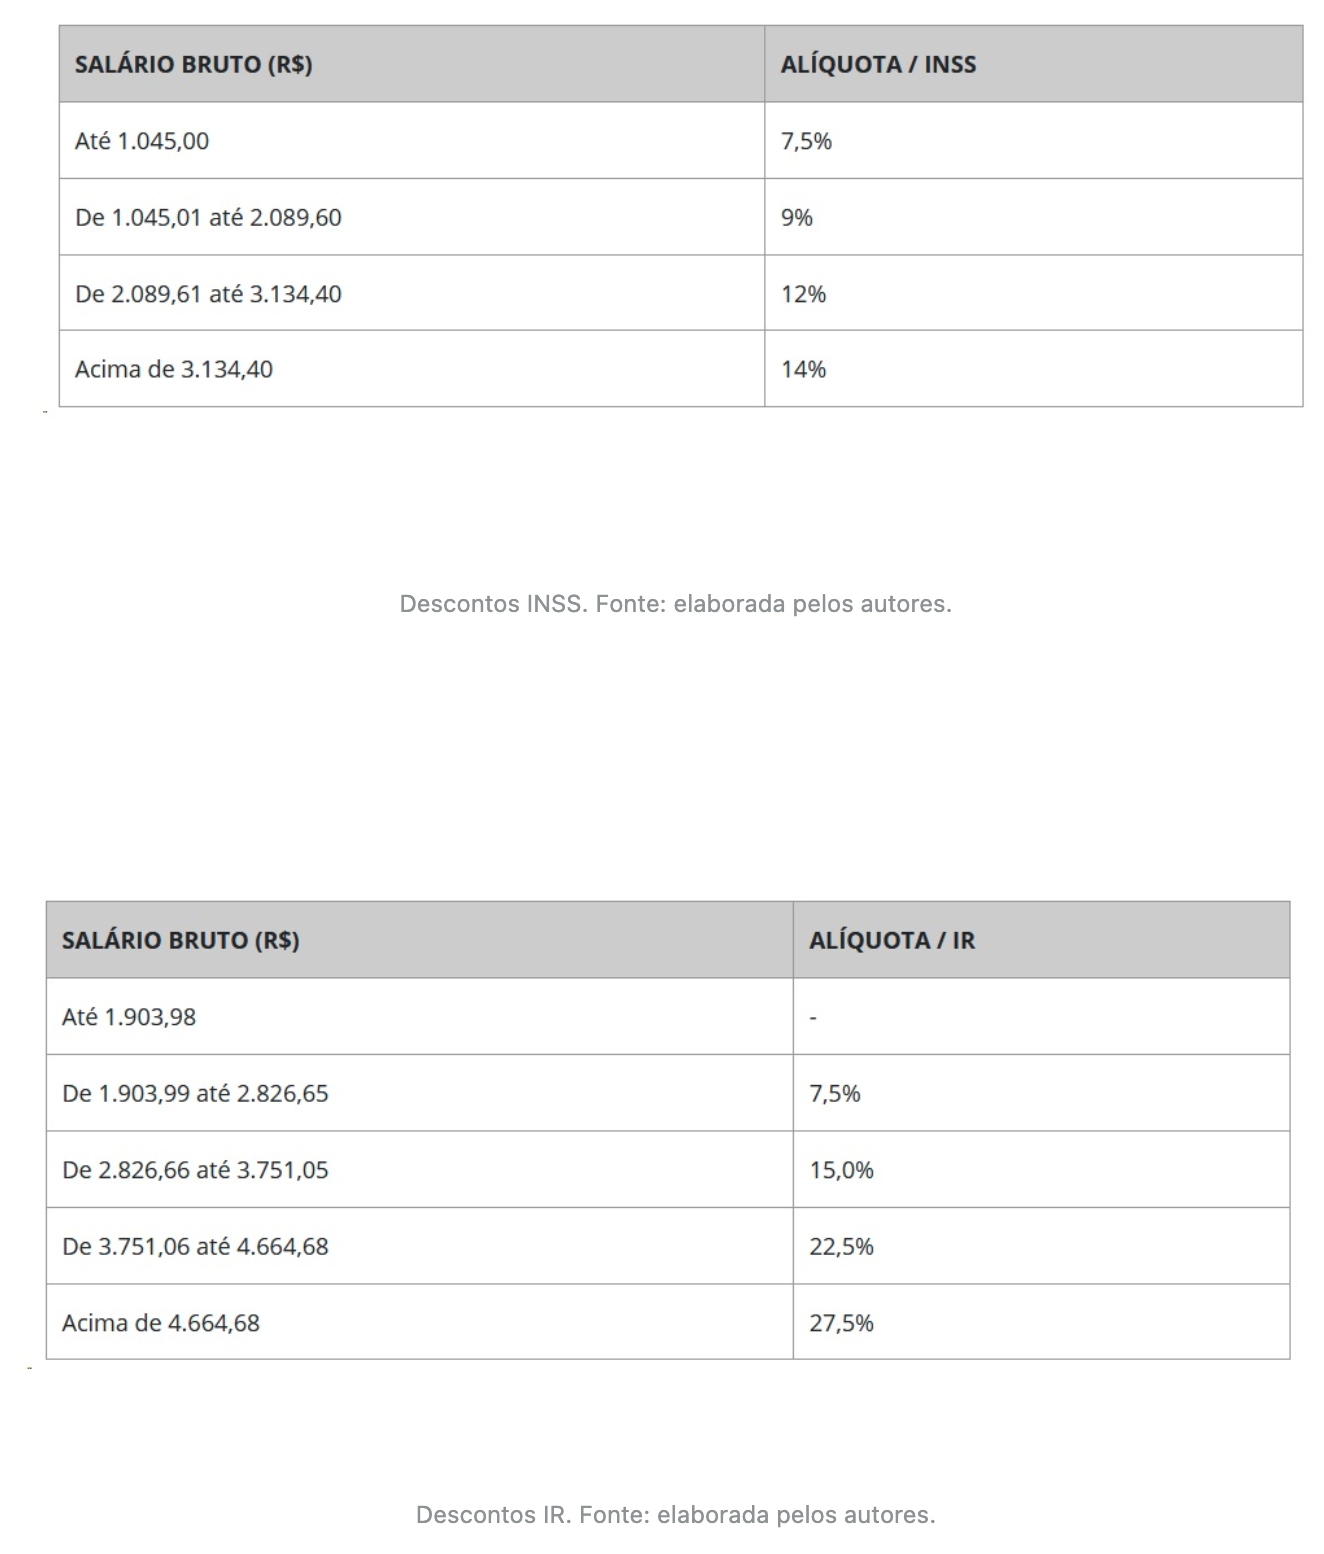 SALÁRIO BRUTO (R$) ALÍQUOTA / INSS
Até 1.045,00 7,5%
De 1.045,01 até 2.089,60 9%
De 2.089,61 até 3.134,40 12%
Acima de 3.134,40 14%
Descontos INSS. Fonte: elaborada pelos autores.
SALÁRIO BRUTO (R$) ALÍQUOTA / IR
Até 1.903,98 -
De 1.903,99 até 2.826,65 7,5%
De 2.826,66 até 3.751,05 15,0%
De 3.751,06 até 4.664,68 22,5%
Acima de 4.664,68 27,5%
Descontos IR. Fonte: elaborada pelos autores.